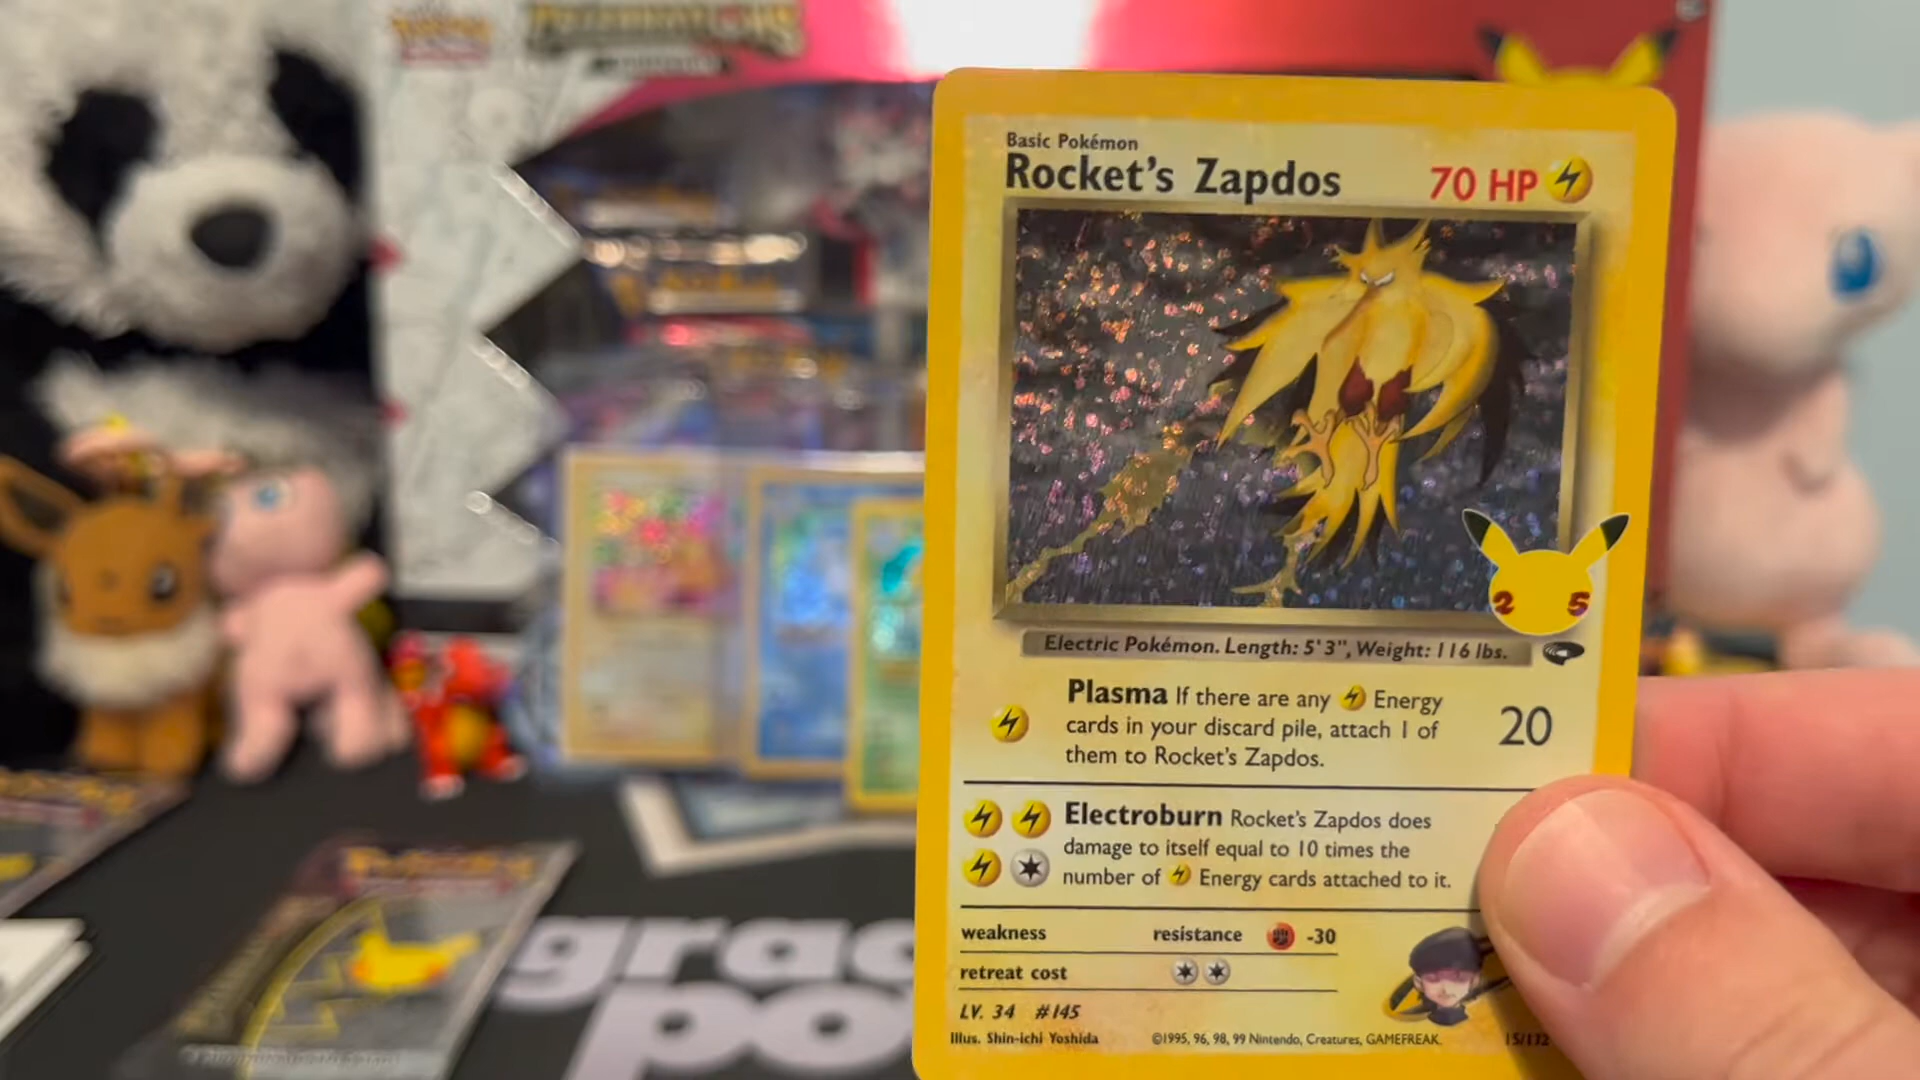 Basic Pokémon
Rocket's Zapdos 70 HP
2 5
Electric Pokémon. Length: 5'3", Weight: 116 lbs.
Plasma If there are any Energy
cards in your discard pile, attach 1 of
them to Rocket's Zapdos.
20
Electroburn Rocket's Zapdos does
damage to itself equal to 10 times the
number of Energy cards attached to it.
weakness resistance -30
retreat cost
LV. 34 #145
Illus. Shin-ichi Yoshida ©1995, 96, 98, 99 Nintendo, Creatures, GAMEFREAK. 15/132